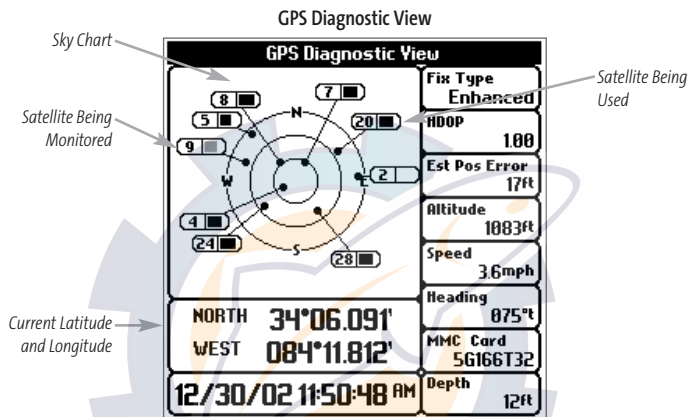 GPS Diagnostic View
Sky Chart
GPS Diagnostic View
Fix Type
Enhanced
Satellite Being
Used
7
8
N
5
20
HDOP
1.00
Satellite Being
Monitored
9
W
E
2
Est Pos Error
17ft
4
Altitude
1083ft
24
S
28
Speed
3.6mph
Current Latitude
and Longitude
NORTH 34°06.091'
WEST 084°11.812'
Heading
075°t
MMC Card
5G166T32
12/30/02 11:50:48 AM
Depth
12ft